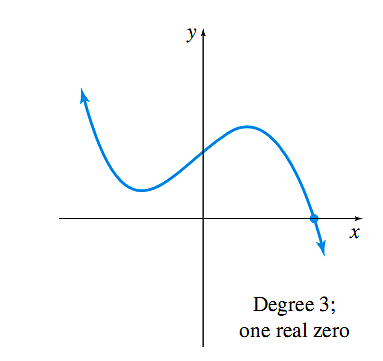 y
x
Degree 3;
one real zero